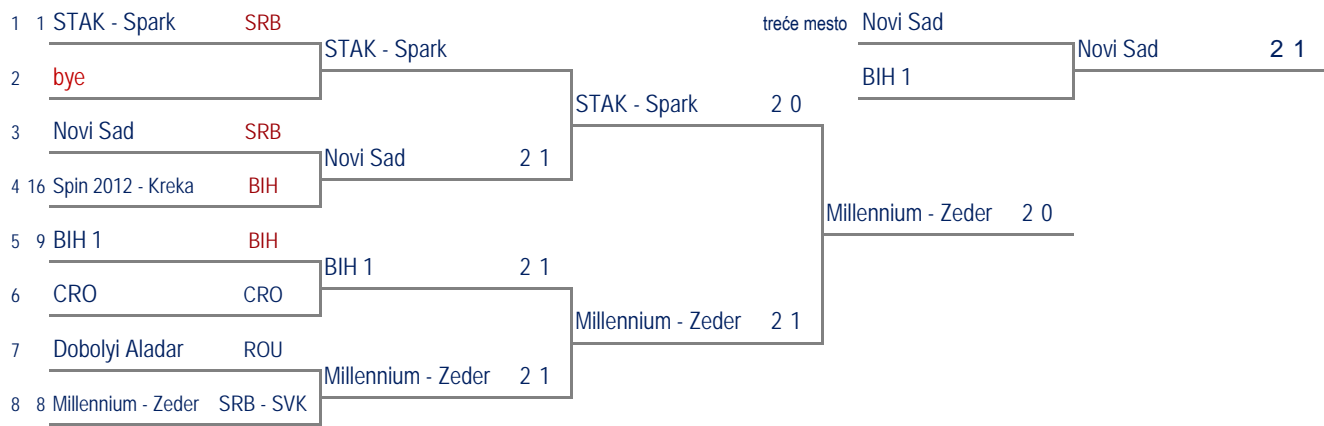 1 1 STAK - Spark SRB treće mesto Novi Sad
STAK - Spark Novi Sad 2 1
2 bye BIH 1
STAK - Spark 2 0
3 Novi Sad SRB
Novi Sad 2 1
4 16 Spin 2012 - Kreka BIH
Millennium - Zeder 2 0
5 9 BIH 1 BIH
BIH 1 2 1
6 CRO CRO
Millennium - Zeder 2 1
7 Dobolyi Aladar ROU
Millennium - Zeder 2 1
8 8 Millennium - Zeder SRB - SVK